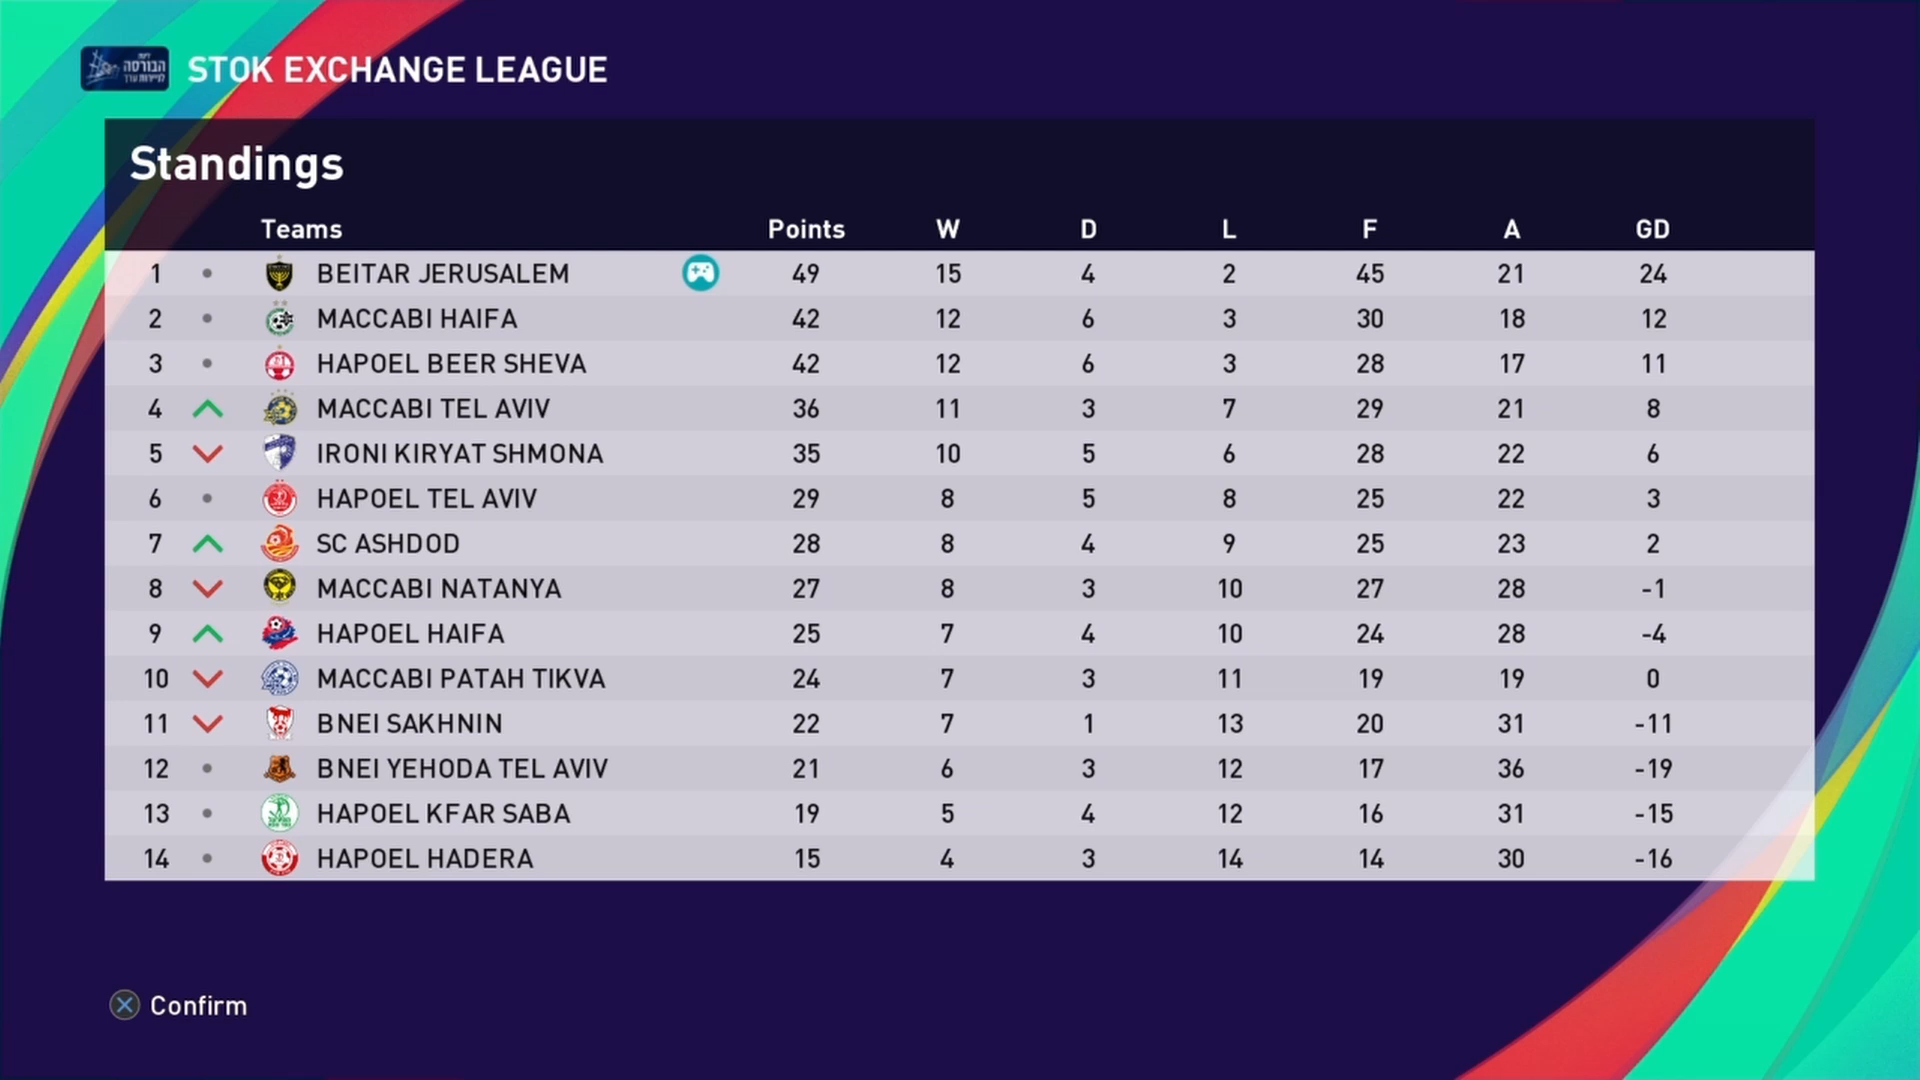 ליגת
הבורסה
לניירות ערך
STOK EXCHANGE LEAGUE
Standings
Teams Points W D L F A GD
1 BEITAR JERUSALEM 49 15 4 2 45 21 24
2 MACCABI HAIFA 42 12 6 3 30 18 12
3 HAPOEL BEER SHEVA 42 12 6 3 28 17 11
4 MACCABI TEL AVIV 36 11 3 7 29 21 8
5 IRONI KIRYAT SHMONA 35 10 5 6 28 22 6
6 HAPOEL TEL AVIV 29 8 5 8 25 22 3
7 SC ASHDOD 28 8 4 9 25 23 2
8 MACCABI NATANYA 27 8 3 10 27 28 -1
9 HAPOEL HAIFA 25 7 4 10 24 28 -4
10 MACCABI PATAH TIKVA 24 7 3 11 19 19 0
11 BNEI SAKHNIN 22 7 1 13 20 31 -11
12 BNEI YEHODA TEL AVIV 21 6 3 12 17 36 -19
13 HAPOEL KFAR SABA 19 5 4 12 16 31 -15
14 HAPOEL HADERA 15 4 3 14 14 30 -16
Confirm